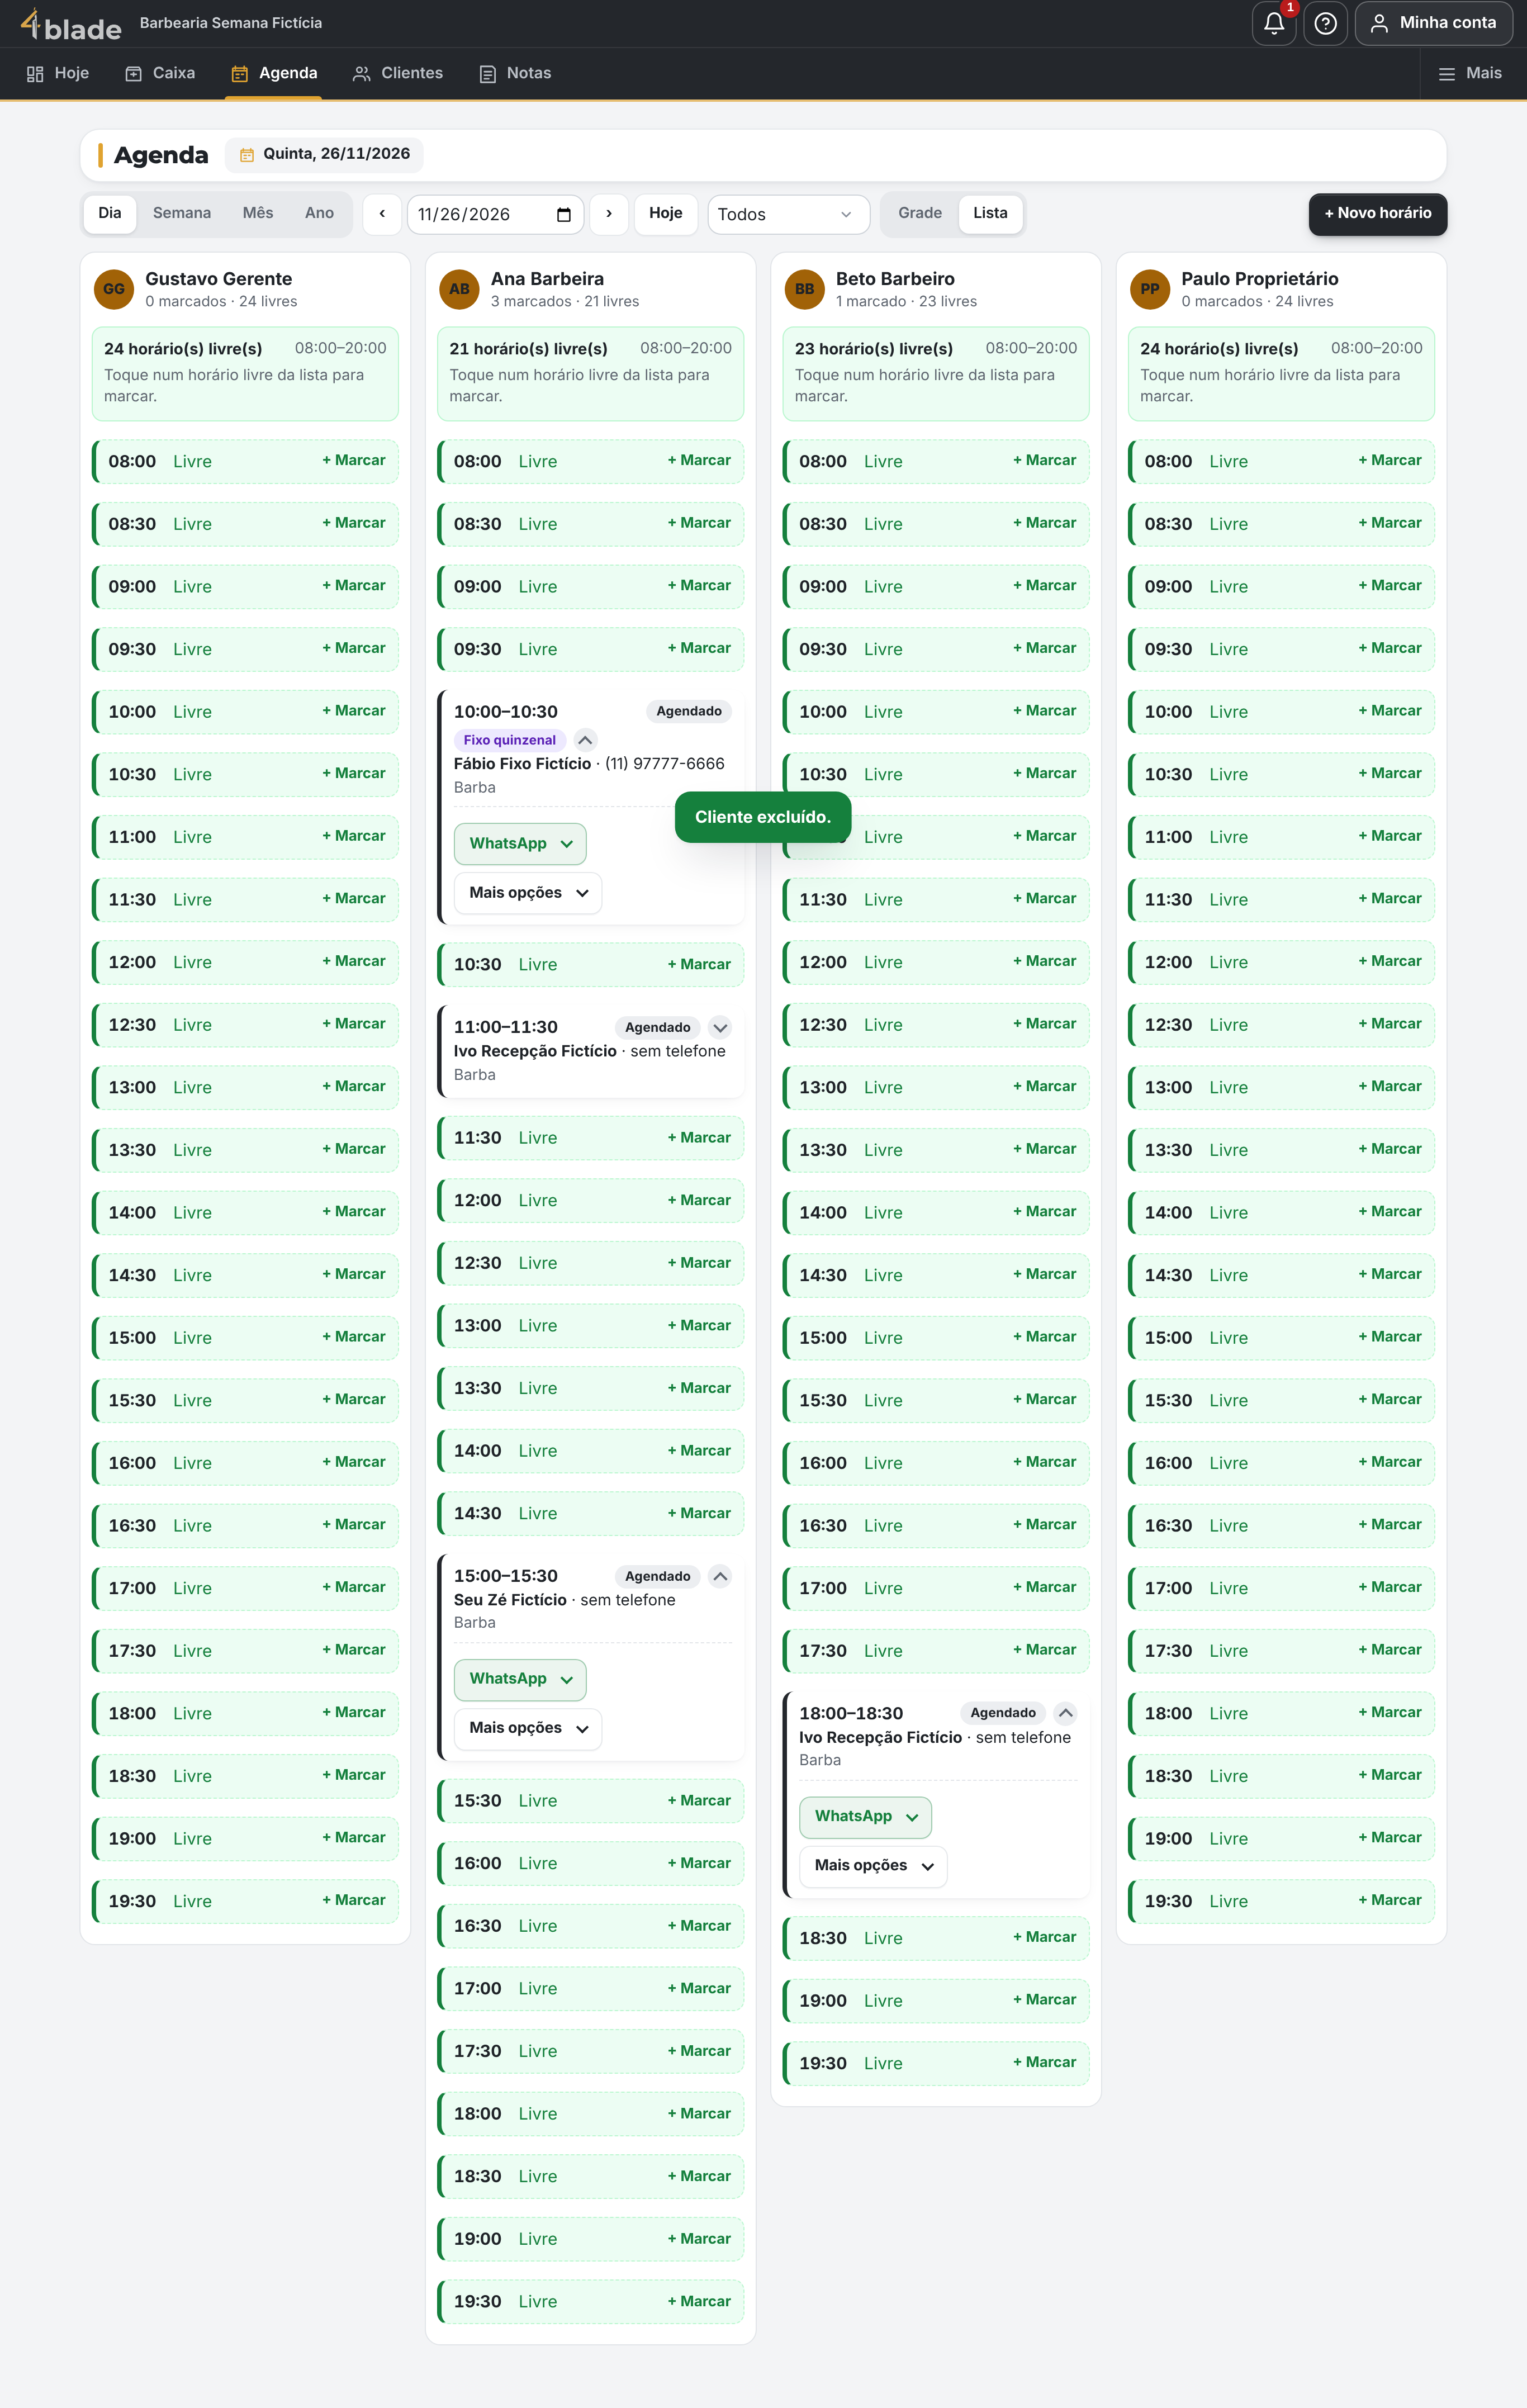 4blade
Barbearia Semana Fictícia
1
Minha conta
Hoje
Caixa
Agenda
Clientes
Notas
Mais
Agenda
Quinta, 26/11/2026
Dia Semana Mês Ano
‹
11/26/2026
›
Hoje
Todos
Grade Lista
+ Novo horário
GG
Gustavo Gerente
0 marcados · 24 livres
24 horário(s) livre(s) 08:00–20:00
Toque num horário livre da lista para
marcar.
08:00 Livre + Marcar
08:30 Livre + Marcar
09:00 Livre + Marcar
09:30 Livre + Marcar
10:00 Livre + Marcar
10:30 Livre + Marcar
11:00 Livre + Marcar
11:30 Livre + Marcar
12:00 Livre + Marcar
12:30 Livre + Marcar
13:00 Livre + Marcar
13:30 Livre + Marcar
14:00 Livre + Marcar
14:30 Livre + Marcar
15:00 Livre + Marcar
15:30 Livre + Marcar
16:00 Livre + Marcar
16:30 Livre + Marcar
17:00 Livre + Marcar
17:30 Livre + Marcar
18:00 Livre + Marcar
18:30 Livre + Marcar
19:00 Livre + Marcar
19:30 Livre + Marcar
AB
Ana Barbeira
3 marcados · 21 livres
21 horário(s) livre(s) 08:00–20:00
Toque num horário livre da lista para
marcar.
08:00 Livre + Marcar
08:30 Livre + Marcar
09:00 Livre + Marcar
09:30 Livre + Marcar
10:00–10:30 Agendado
Fixo quinzenal
Fábio Fixo Fictício · (11) 97777-6666
Barba
WhatsApp
Mais opções
10:30 Livre + Marcar
11:00–11:30 Agendado
Ivo Recepção Fictício · sem telefone
Barba
11:30 Livre + Marcar
12:00 Livre + Marcar
12:30 Livre + Marcar
13:00 Livre + Marcar
13:30 Livre + Marcar
14:00 Livre + Marcar
14:30 Livre + Marcar
15:00–15:30 Agendado
Seu Zé Fictício · sem telefone
Barba
WhatsApp
Mais opções
15:30 Livre + Marcar
16:00 Livre + Marcar
16:30 Livre + Marcar
17:00 Livre + Marcar
17:30 Livre + Marcar
18:00 Livre + Marcar
18:30 Livre + Marcar
19:00 Livre + Marcar
19:30 Livre + Marcar
Cliente excluído.
BB
Beto Barbeiro
1 marcado · 23 livres
23 horário(s) livre(s) 08:00–20:00
Toque num horário livre da lista para
marcar.
08:00 Livre + Marcar
08:30 Livre + Marcar
09:00 Livre + Marcar
09:30 Livre + Marcar
10:00 Livre + Marcar
10:30 Livre + Marcar
Livre + Marcar
11:30 Livre + Marcar
12:00 Livre + Marcar
12:30 Livre + Marcar
13:00 Livre + Marcar
13:30 Livre + Marcar
14:00 Livre + Marcar
14:30 Livre + Marcar
15:00 Livre + Marcar
15:30 Livre + Marcar
16:00 Livre + Marcar
16:30 Livre + Marcar
17:00 Livre + Marcar
17:30 Livre + Marcar
18:00–18:30 Agendado
Ivo Recepção Fictício · sem telefone
Barba
WhatsApp
Mais opções
18:30 Livre + Marcar
19:00 Livre + Marcar
19:30 Livre + Marcar
PP
Paulo Proprietário
0 marcados · 24 livres
24 horário(s) livre(s) 08:00–20:00
Toque num horário livre da lista para
marcar.
08:00 Livre + Marcar
08:30 Livre + Marcar
09:00 Livre + Marcar
09:30 Livre + Marcar
10:00 Livre + Marcar
10:30 Livre + Marcar
11:00 Livre + Marcar
11:30 Livre + Marcar
12:00 Livre + Marcar
12:30 Livre + Marcar
13:00 Livre + Marcar
13:30 Livre + Marcar
14:00 Livre + Marcar
14:30 Livre + Marcar
15:00 Livre + Marcar
15:30 Livre + Marcar
16:00 Livre + Marcar
16:30 Livre + Marcar
17:00 Livre + Marcar
17:30 Livre + Marcar
18:00 Livre + Marcar
18:30 Livre + Marcar
19:00 Livre + Marcar
19:30 Livre + Marcar